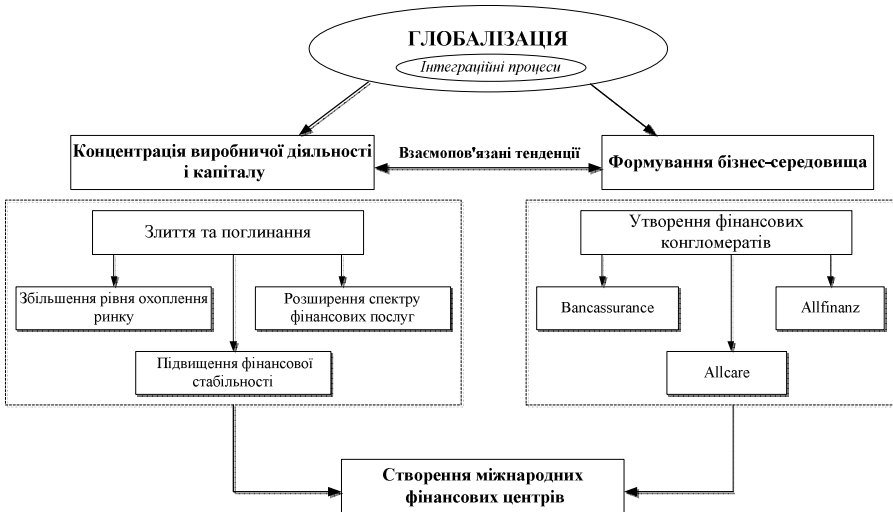 ГЛОБАЛІЗАЦІЯ
Інтеграційні процеси
Концентрація виробничої діяльності
і капіталу
Взаємопов'язані тенденції
Формування бізнес-середовища
Злиття та поглинання
Збільшення рівня охоплення
ринку
Розширення спектру
фінансових послуг
Підвищення фінансової
стабільності
Утворення фінансових
конгломератів
Bancassurance
Allfinanz
Allcare
Створення міжнародних
фінансових центрів